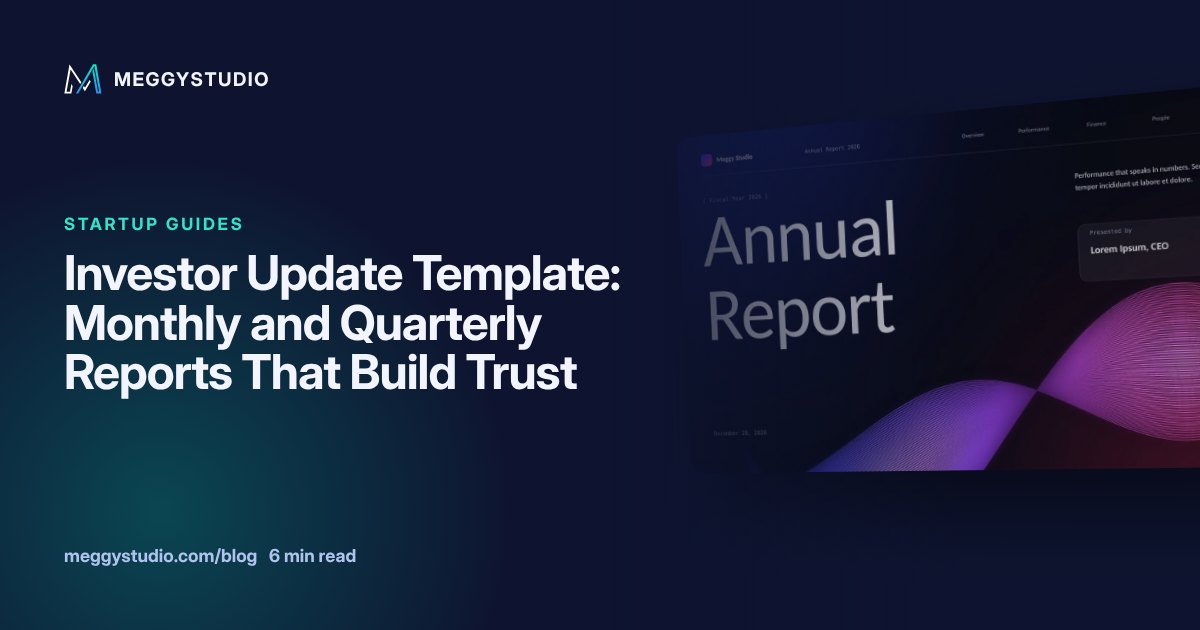 MEGGYSTUDIO
STARTUP GUIDES
Investor Update Template:
Monthly and Quarterly
Reports That Build Trust
meggystudio.com/blog 6 min read
Meggy Studio
Annual Report 2026
Overview
Performance
Finance
People
[ Fiscal Year 2026 ]
Annual
Report
Performance that speaks in numbers.
tempor incididunt ut labore et dolore.
Presented by
Lorem Ipsum, CEO
December 20, 2026